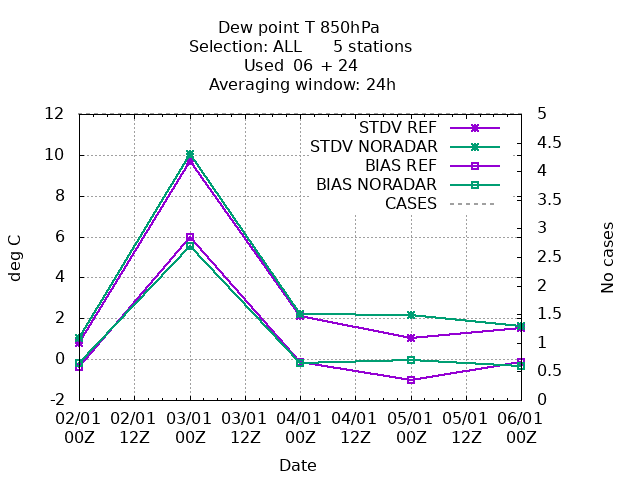 Dew point T 850hPa
Selection: ALL 5 stations
Used 06 + 24
Averaging window: 24h
12
10
8
6
4
2
0
-2
5
4.5
4
3.5
3
2.5
2
1.5
1
0.5
0
deg C
No cases
STDV REF
STDV NORADAR
BIAS REF
BIAS NORADAR
CASES
02/01 02/01 03/01 03/01 04/01 04/01 05/01 05/01 06/01
00Z 12Z 00Z 12Z 00Z 12Z 00Z 12Z 00Z
Date